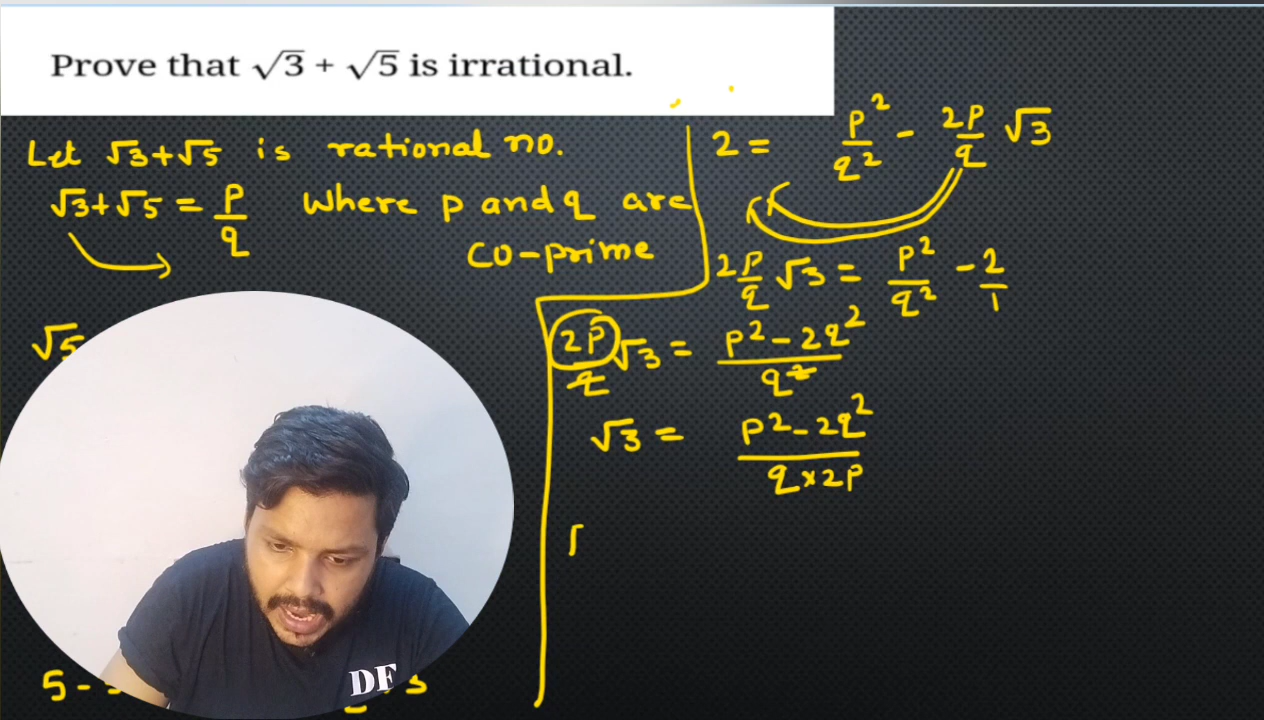 Prove that √3 + √5 is irrational.
Let √3+√5 is rational no.
√3+√5 = p/q where p and q are
co-prime
√5
5 -
3
DF
2 = p²/q² - 2p/q √3
2p/q √3 = p²/q² - 2/1
2p/q √3 = p² - 2q²/q²
√3 = p² - 2q²/q×2p